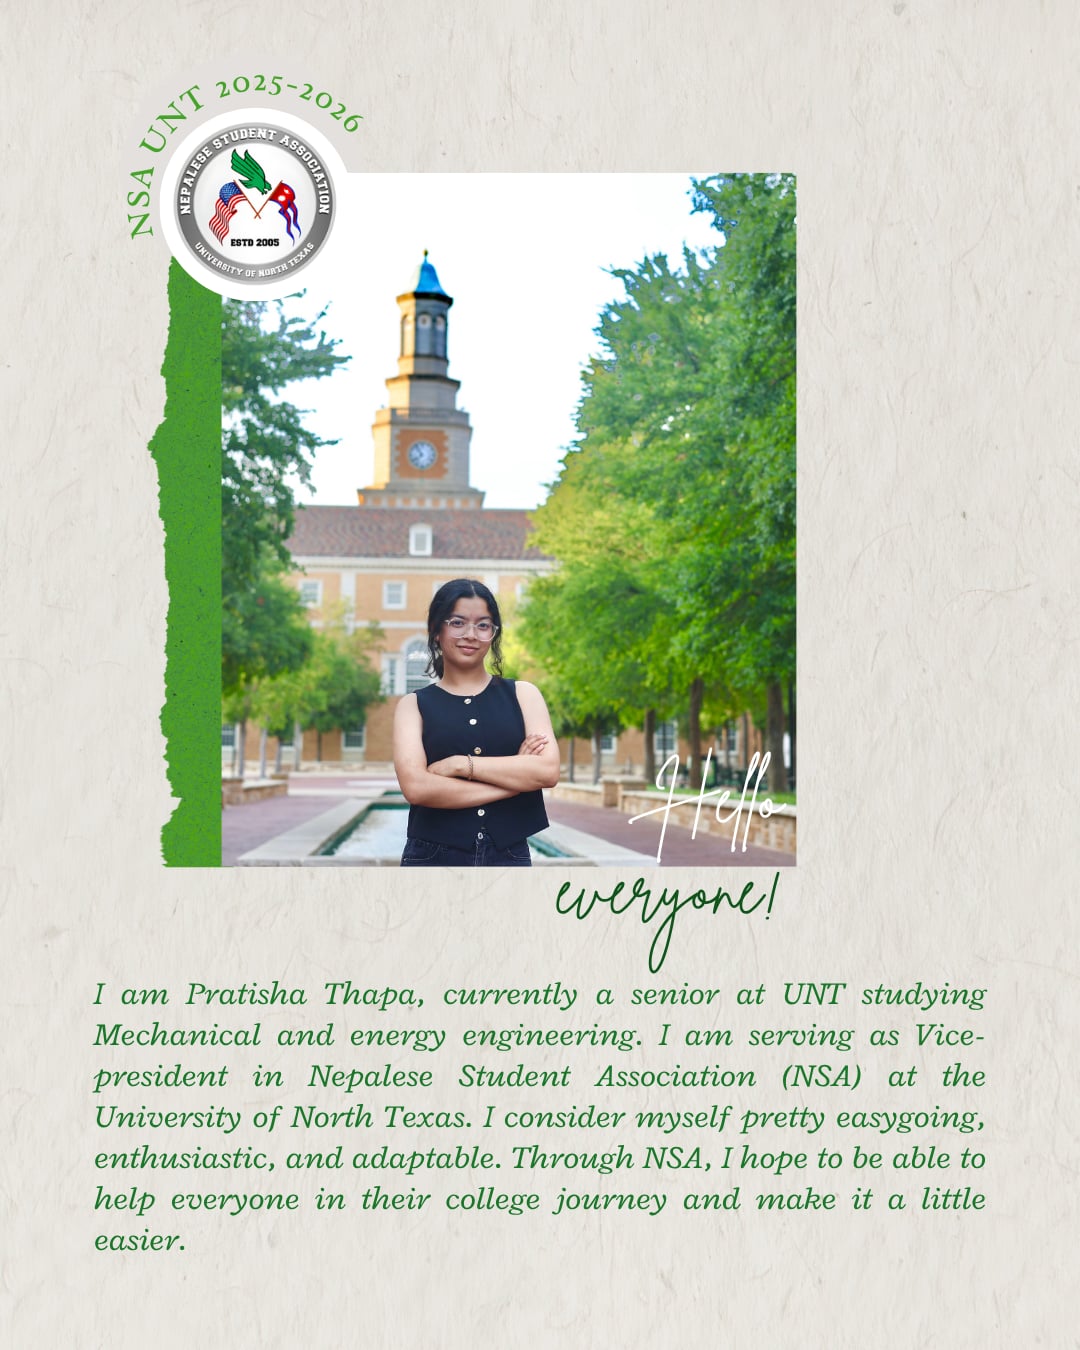 NSA UNT 2025-2026
NEPALESE STUDENT ASSOCIATION
ESTD 2005
UNIVERSITY OF NORTH TEXAS
Hello
everyone!
I am Pratisha Thapa, currently a senior at UNT studying
Mechanical and energy engineering. I am serving as Vice-
president in Nepalese Student Association (NSA) at the
University of North Texas. I consider myself pretty easygoing,
enthusiastic, and adaptable. Through NSA, I hope to be able to
help everyone in their college journey and make it a little
easier.